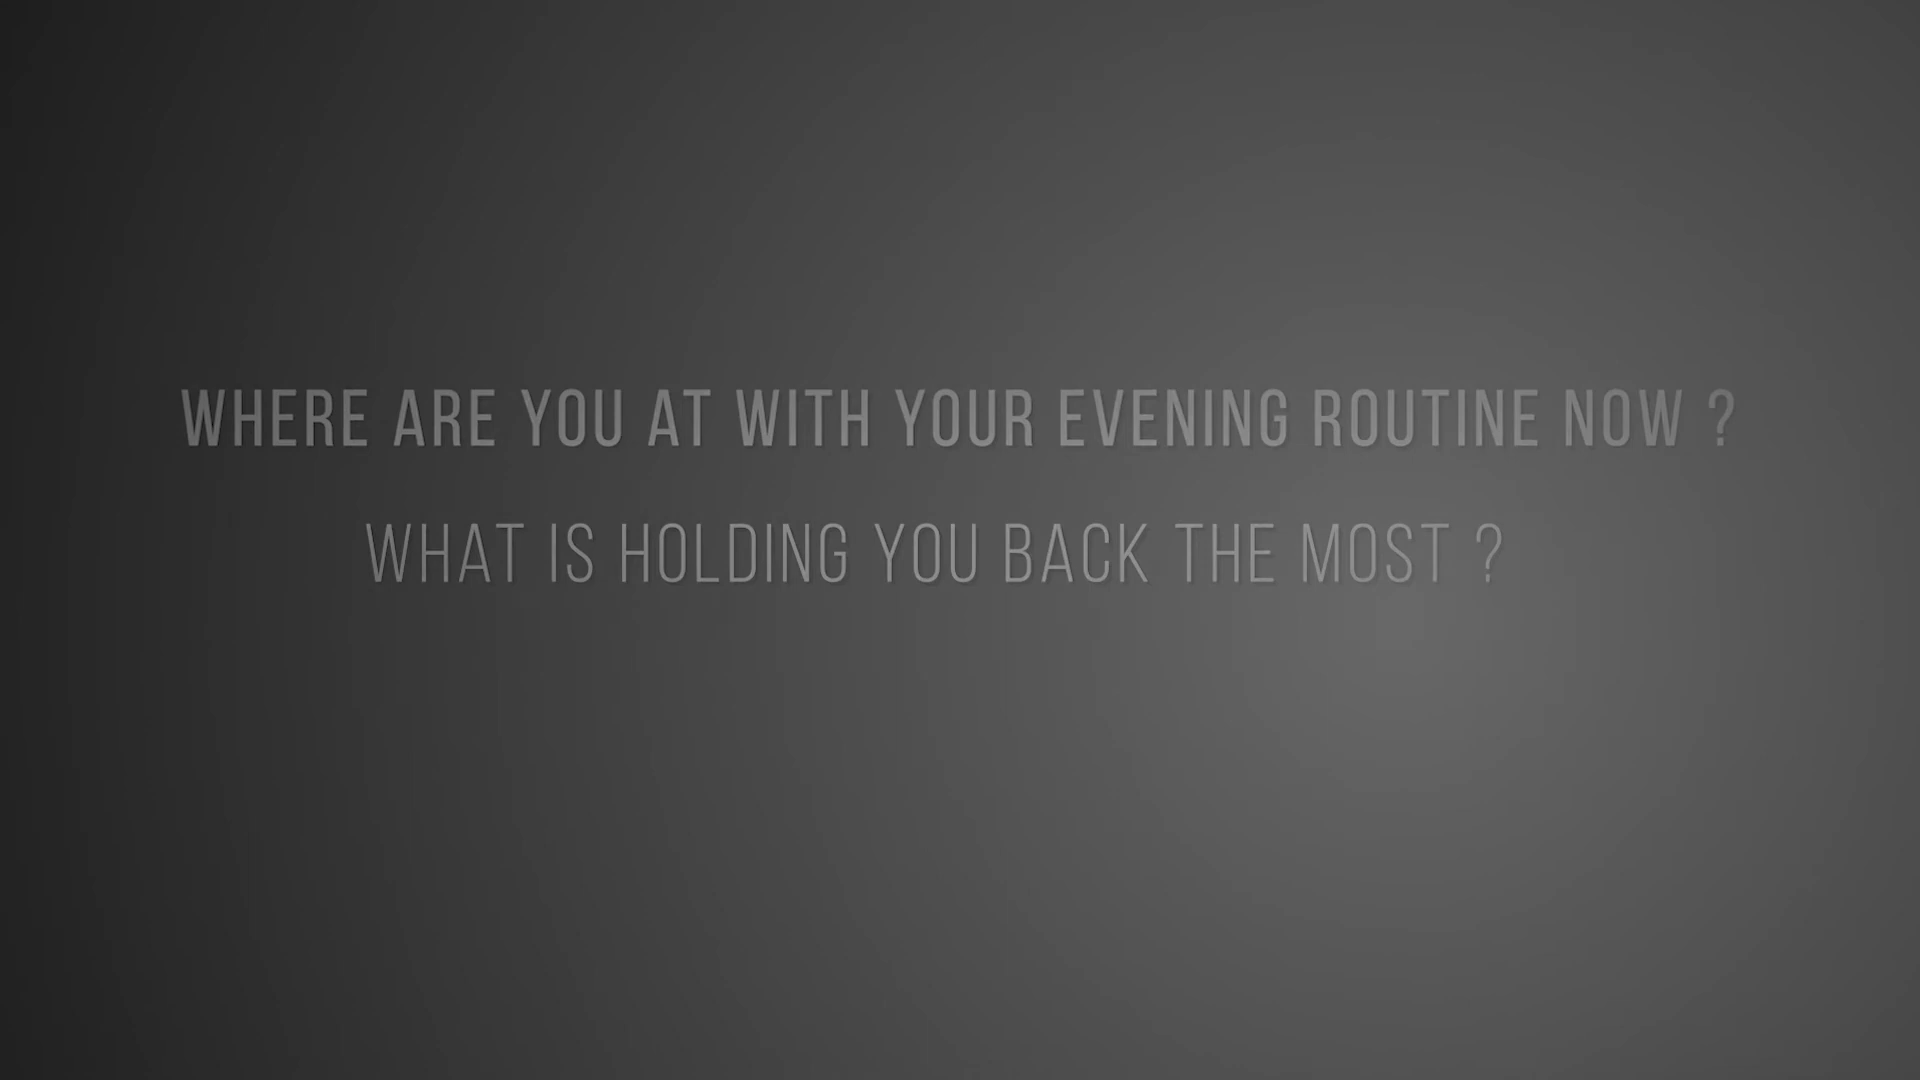 WHERE ARE YOU AT WITH YOUR EVENING ROUTINE NOW ?
WHAT IS HOLDING YOU BACK THE MOST ?